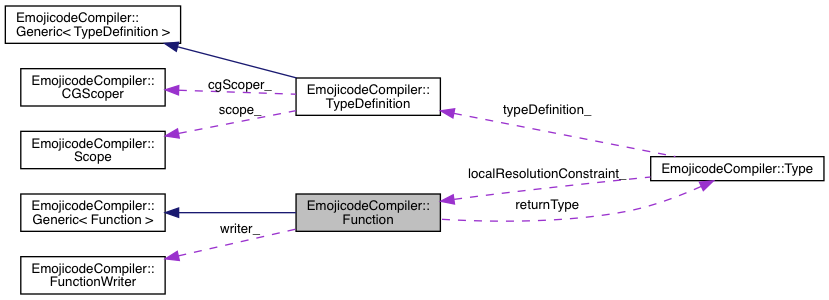 EmojicodeCompiler::
Generic< TypeDefinition >
EmojicodeCompiler::
CGScoper
cgScoper_
EmojicodeCompiler::
TypeDefinition
scope_
typeDefinition_
EmojicodeCompiler::
Scope
localResolutionConstraint_
EmojicodeCompiler::Type
EmojicodeCompiler::
Generic< Function >
EmojicodeCompiler::
Function
returnType
writer_
EmojicodeCompiler::
FunctionWriter